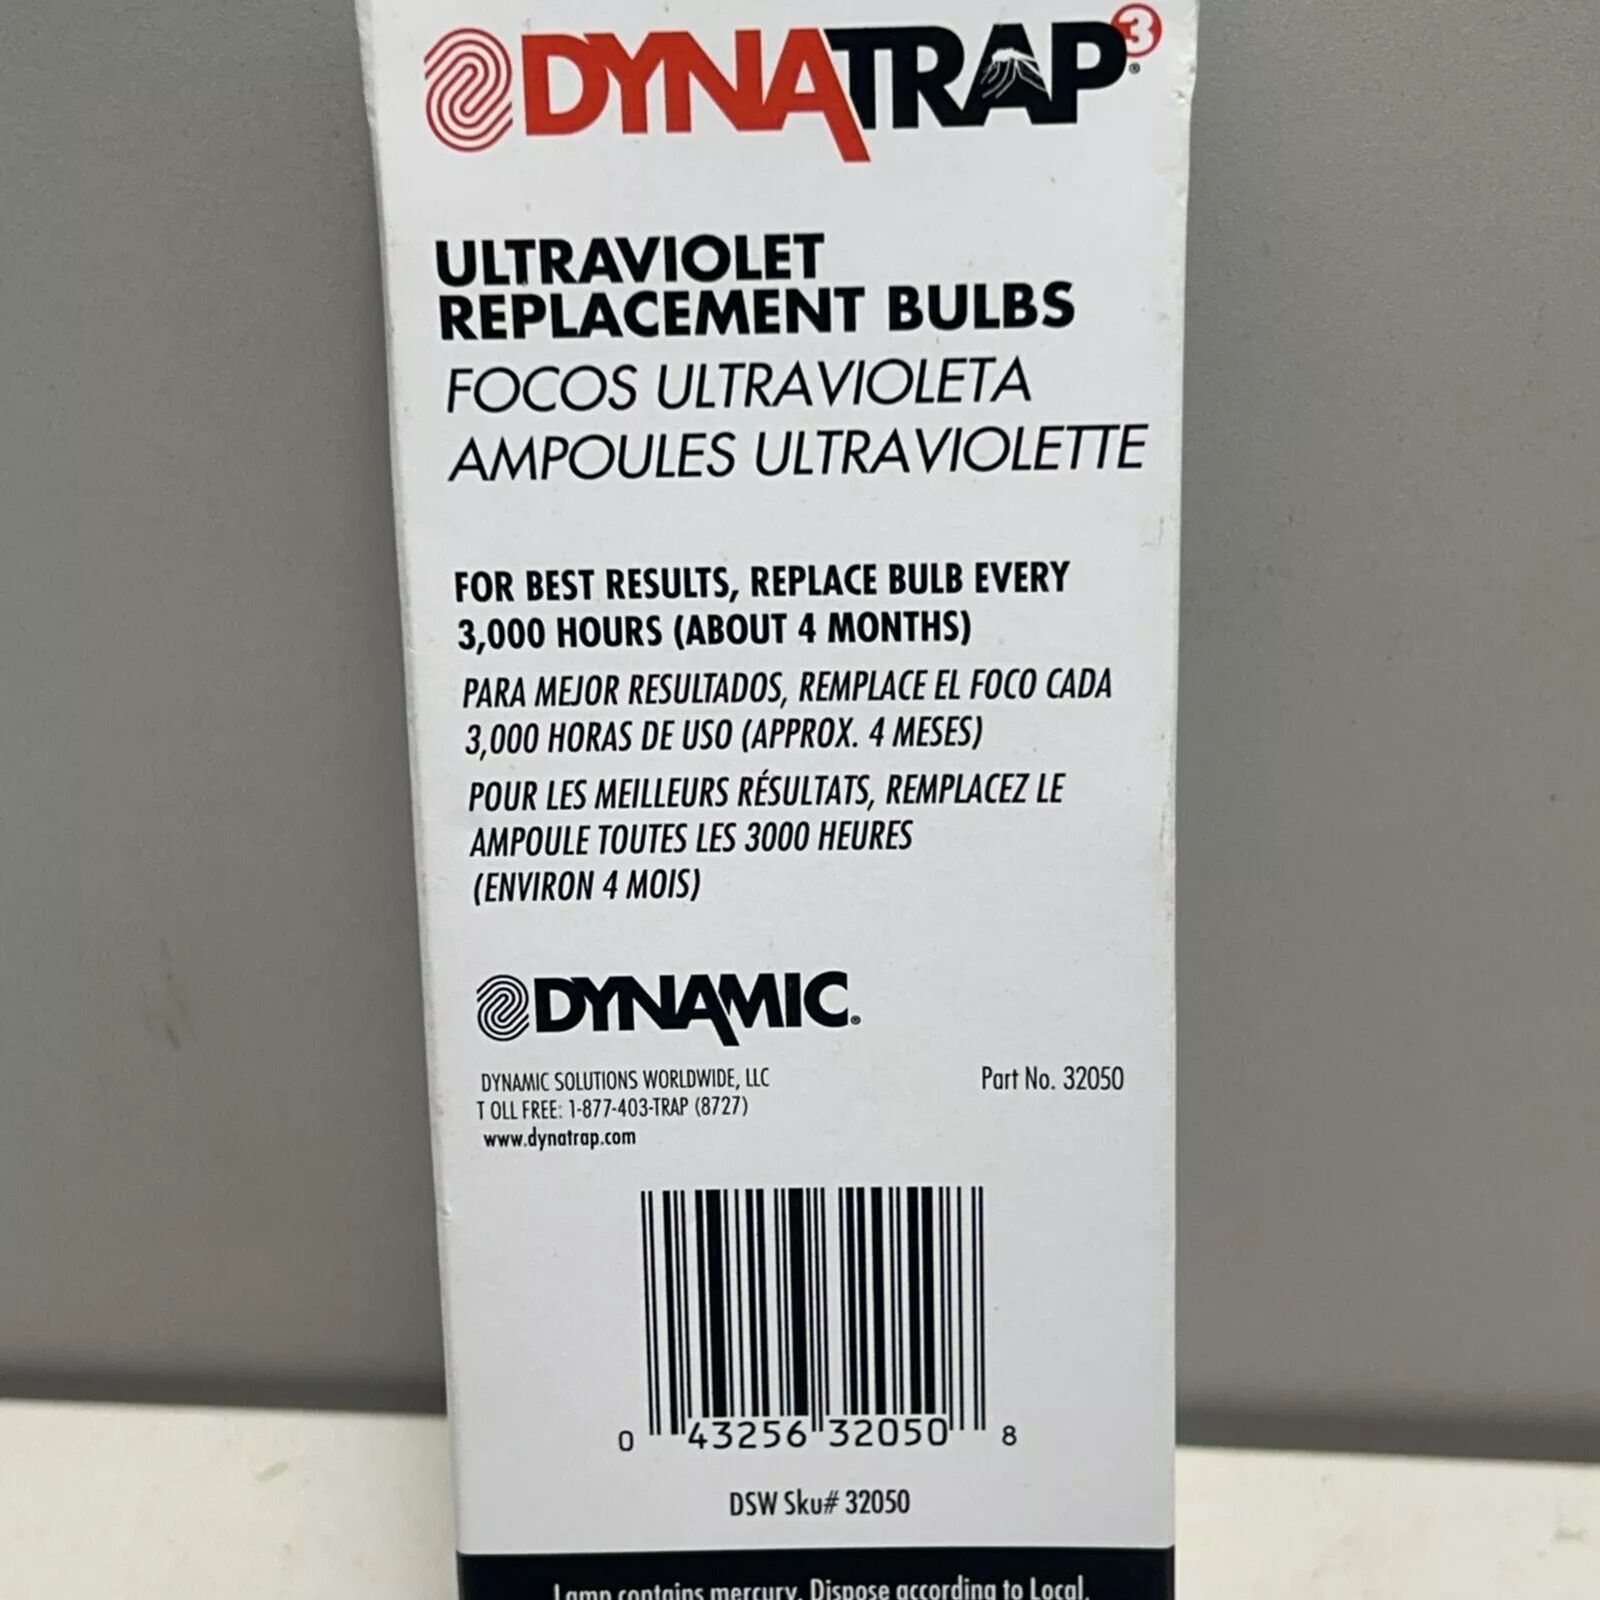 DYNATRAP3®
ULTRAVIOLET
REPLACEMENT BULBS
FOCOS ULTRAVIOLETA
AMPOULES ULTRAVIOLETTE
FOR BEST RESULTS, REPLACE BULB EVERY
3,000 HOURS (ABOUT 4 MONTHS)
PARA MEJOR RESULTADOS, REMPLACE EL FOCO CADA
3,000 HORAS DE USO (APPROX. 4 MESES)
POUR LES MEILLEURS RÉSULTATS, REMPLACEZ LE
AMPOULE TOUTES LES 3000 HEURES
(ENVIRON 4 MOIS)
DYNAMIC®
DYNAMIC SOLUTIONS WORLDWIDE, LLC
T OLL FREE: 1-877-403-TRAP (8727)
www.dynatrap.com
Part No. 32050
0 43256 32050 8
DSW Sku# 32050
Lamp contains mercury. Dispose according to Local,